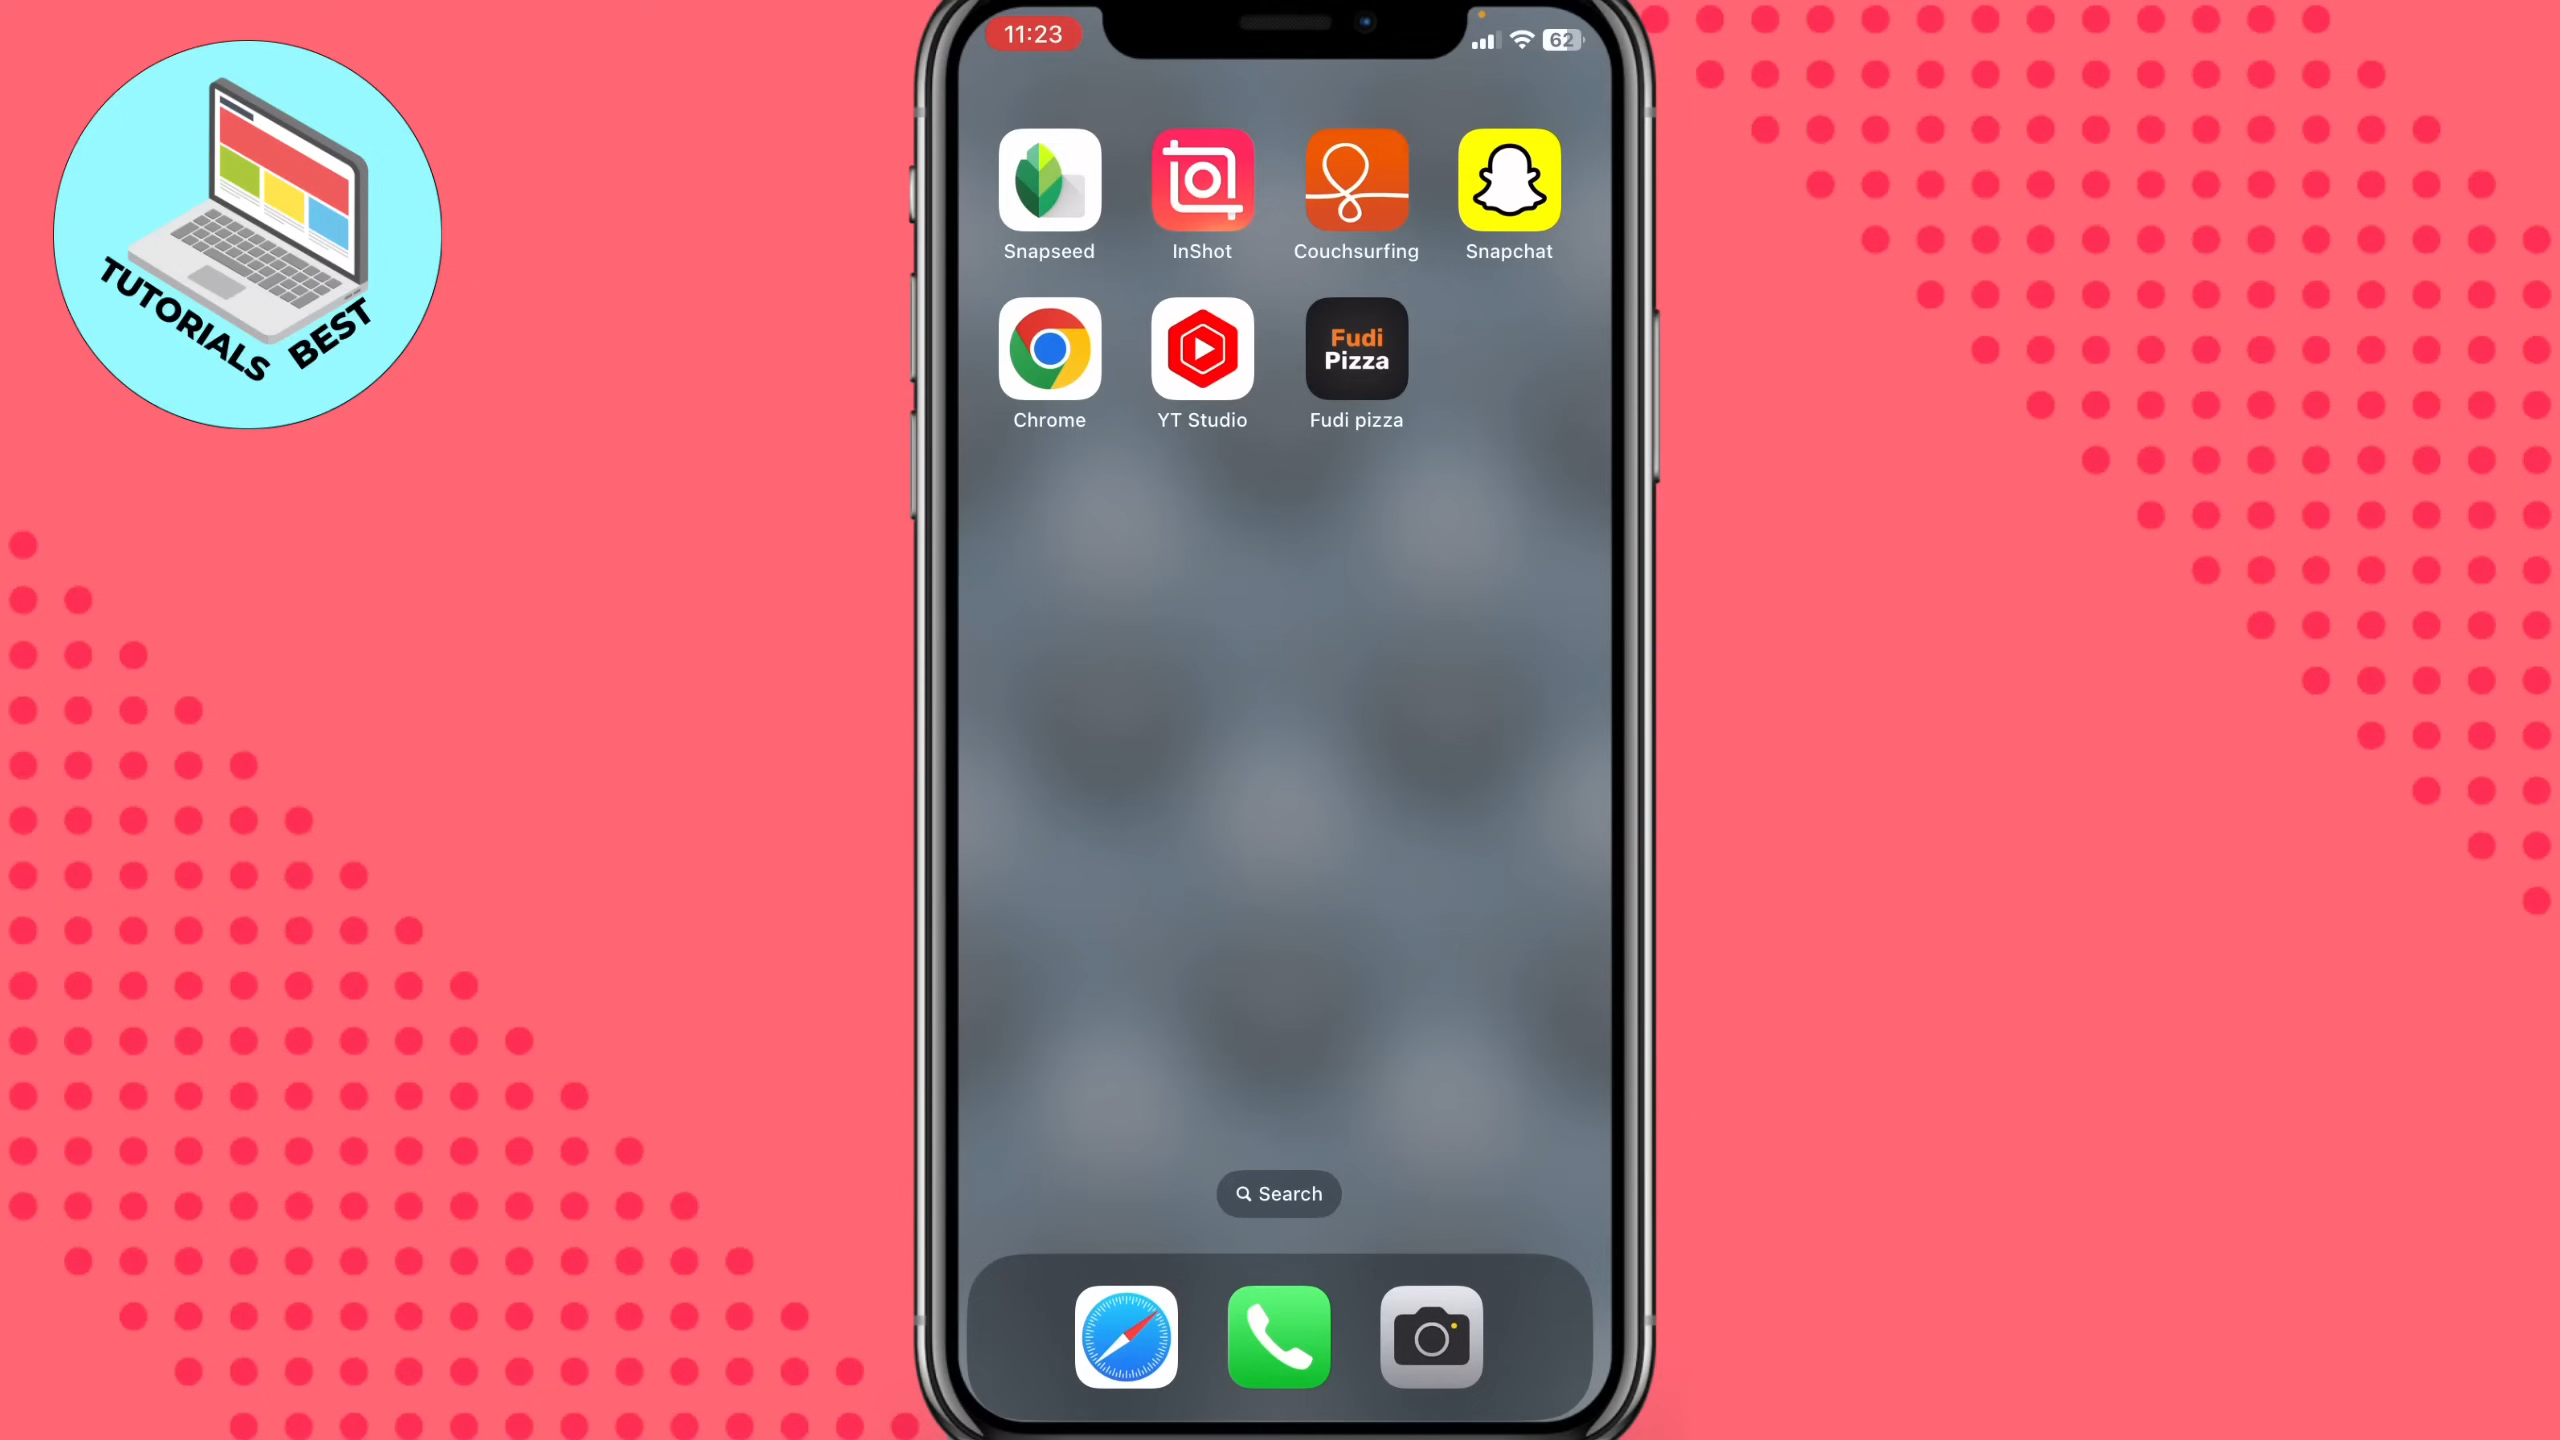 TUTORIALS BEST
11:23
62
Snapseed
InShot
Couchsurfing
Snapchat
Chrome
YT Studio
Fudi
Pizza
Fudi pizza
Search